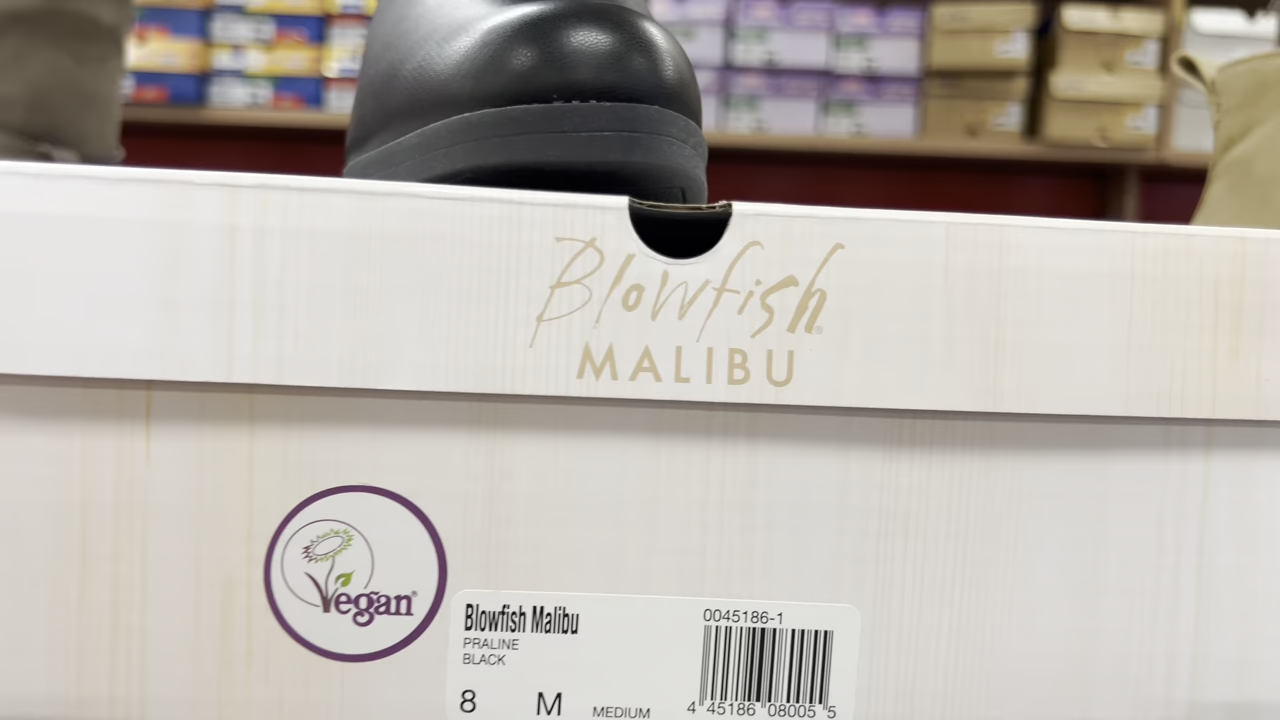 Blowfish®
MALIBU
Vegan®
Blowfish Malibu
PRALINE
BLACK
8 M MEDIUM
0045186-1
4 45186 08005 5